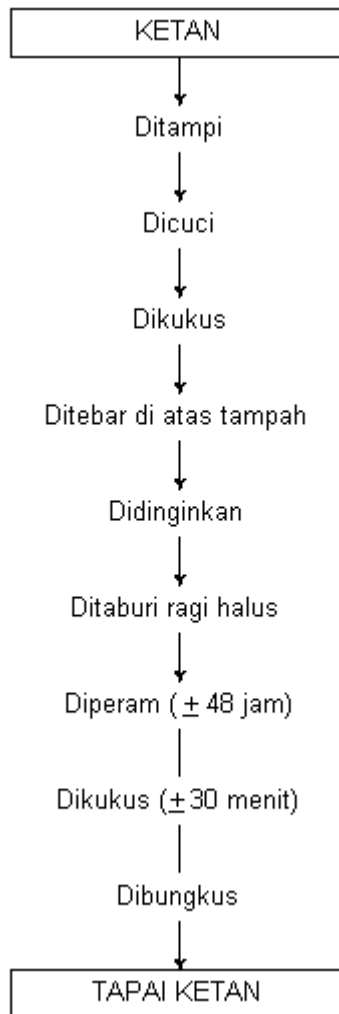 KETAN
Ditampi
Dicuci
Dikukus
Ditebar di atas tampah
Didinginkan
Ditaburi ragi halus
Diperam ( ± 48 jam)
Dikukus (±30 menit)
Dibungkus
TAPAI KETAN